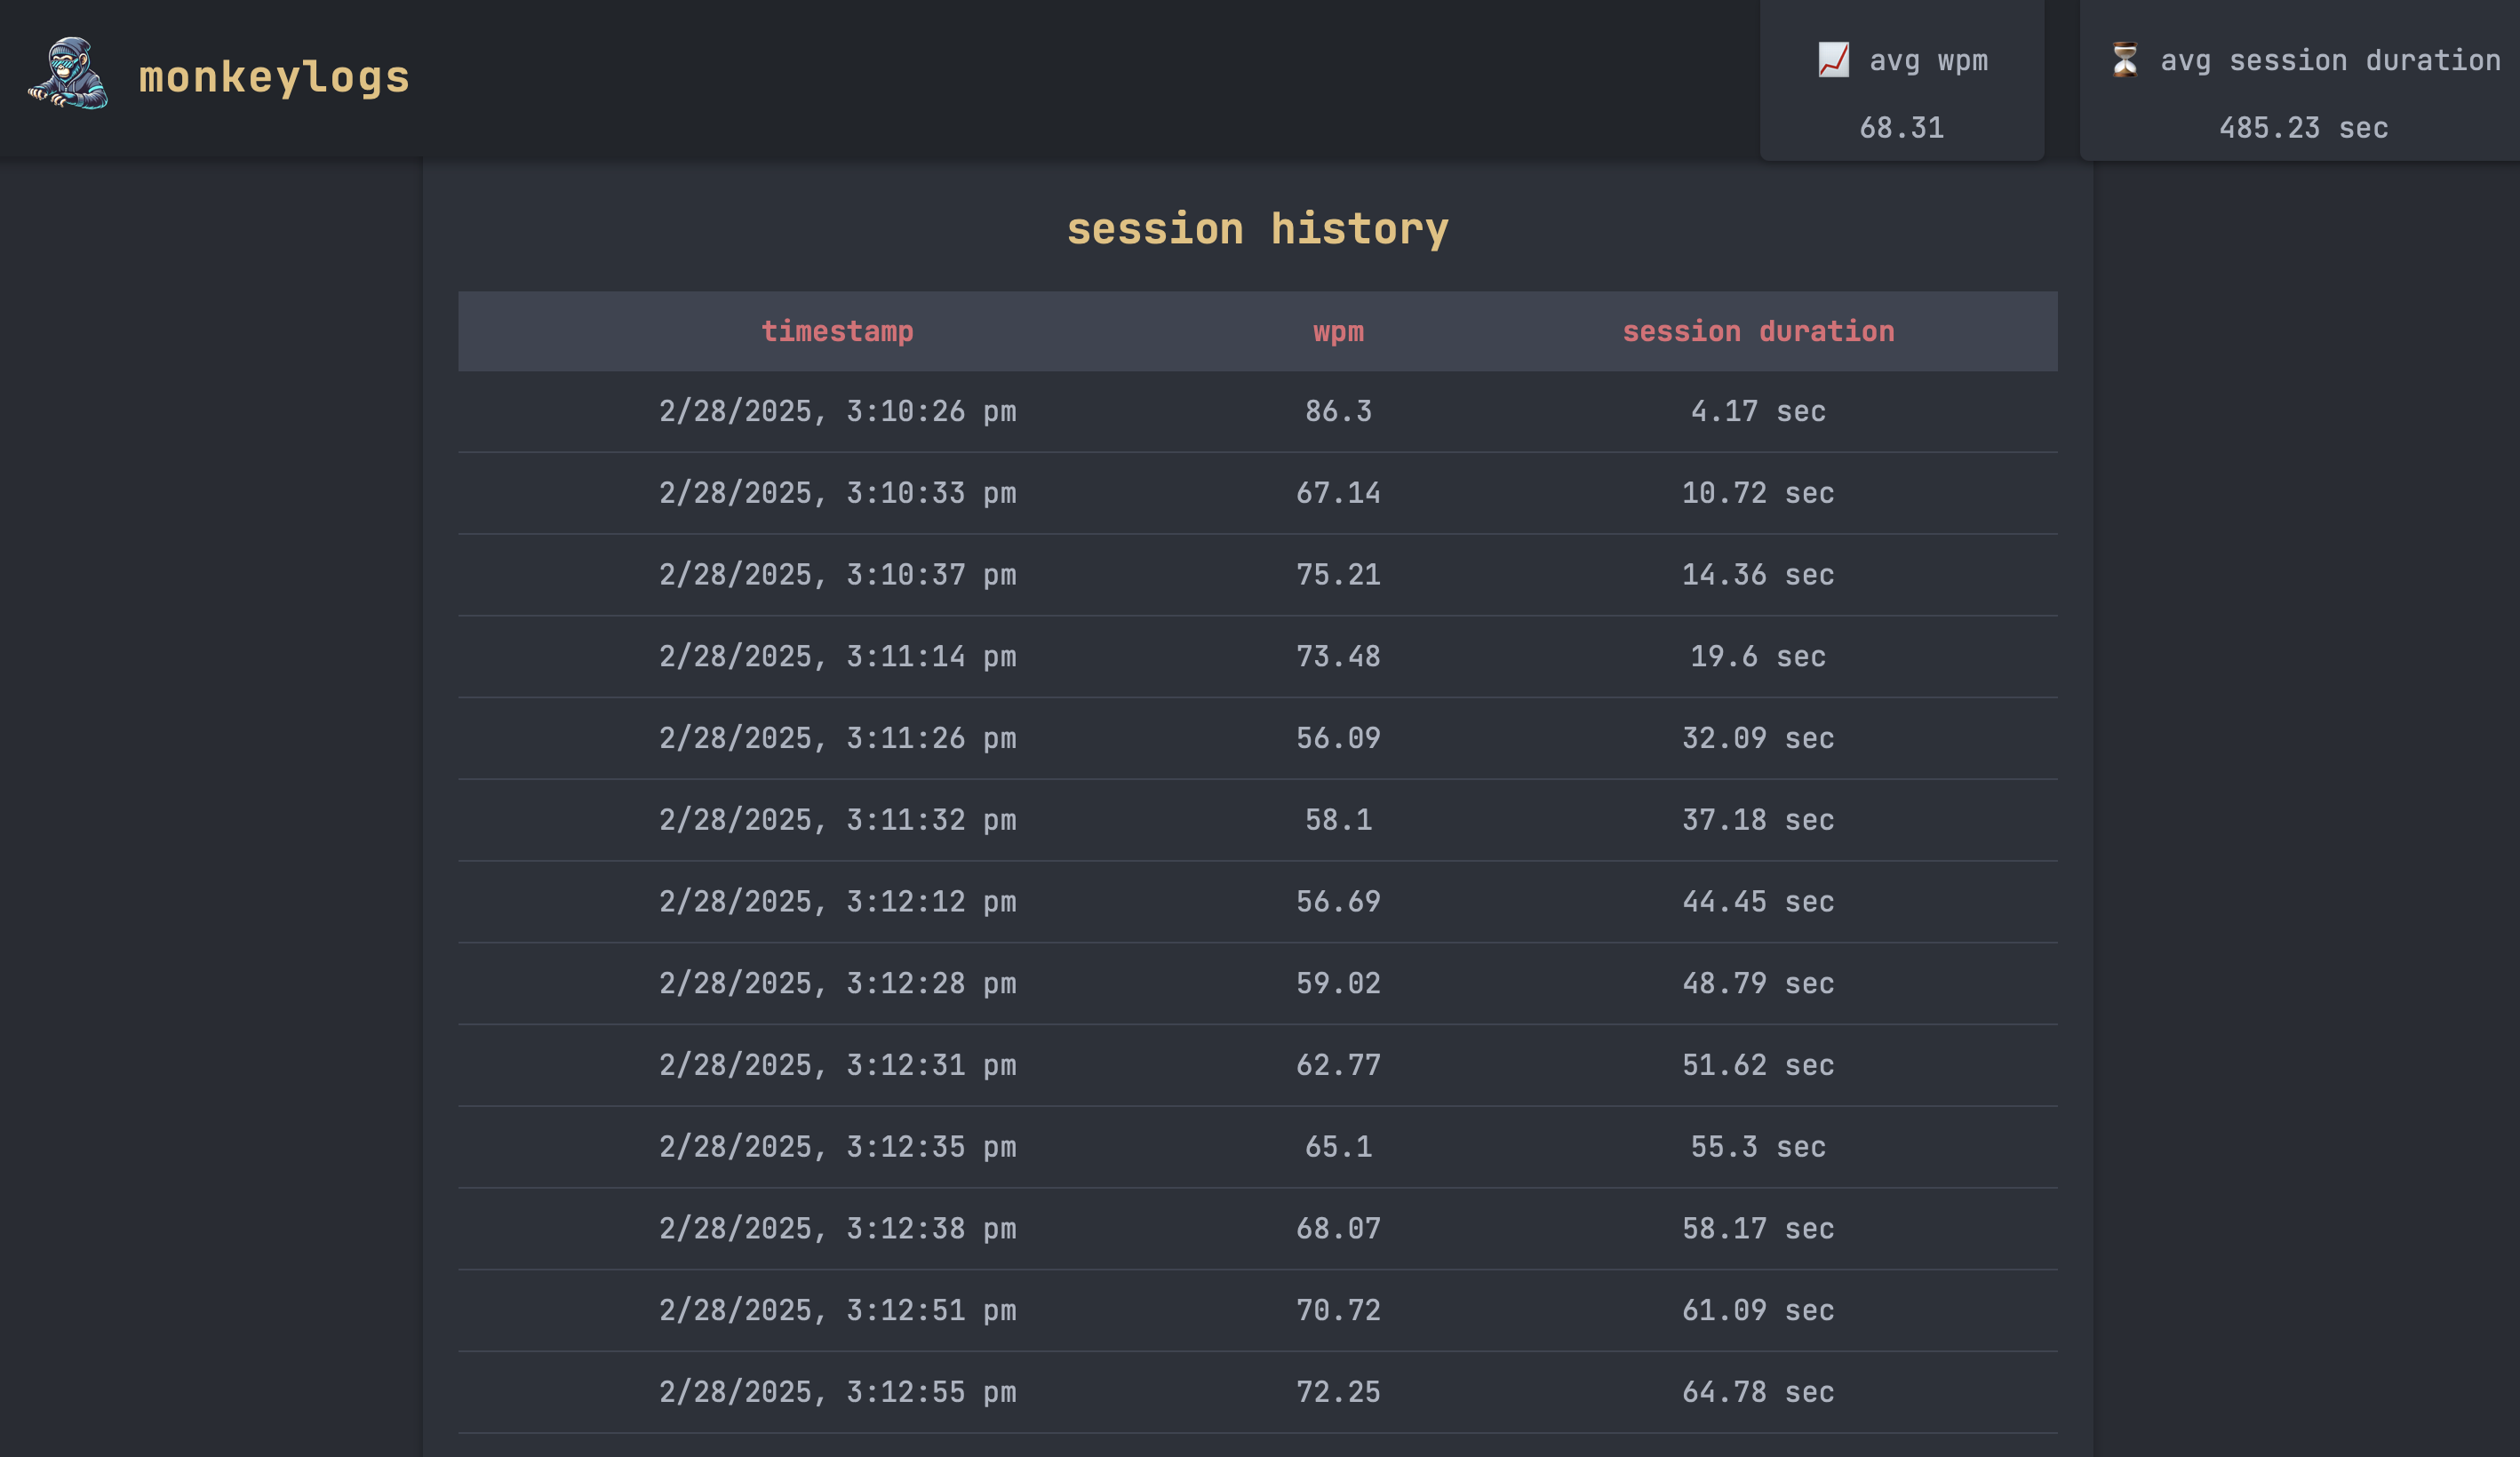 monkeylogs
📈 avg wpm
68.31
⏳ avg session duration
485.23 sec
session history
timestamp wpm session duration
2/28/2025, 3:10:26 pm 86.3 4.17 sec
2/28/2025, 3:10:33 pm 67.14 10.72 sec
2/28/2025, 3:10:37 pm 75.21 14.36 sec
2/28/2025, 3:11:14 pm 73.48 19.6 sec
2/28/2025, 3:11:26 pm 56.09 32.09 sec
2/28/2025, 3:11:32 pm 58.1 37.18 sec
2/28/2025, 3:12:12 pm 56.69 44.45 sec
2/28/2025, 3:12:28 pm 59.02 48.79 sec
2/28/2025, 3:12:31 pm 62.77 51.62 sec
2/28/2025, 3:12:35 pm 65.1 55.3 sec
2/28/2025, 3:12:38 pm 68.07 58.17 sec
2/28/2025, 3:12:51 pm 70.72 61.09 sec
2/28/2025, 3:12:55 pm 72.25 64.78 sec